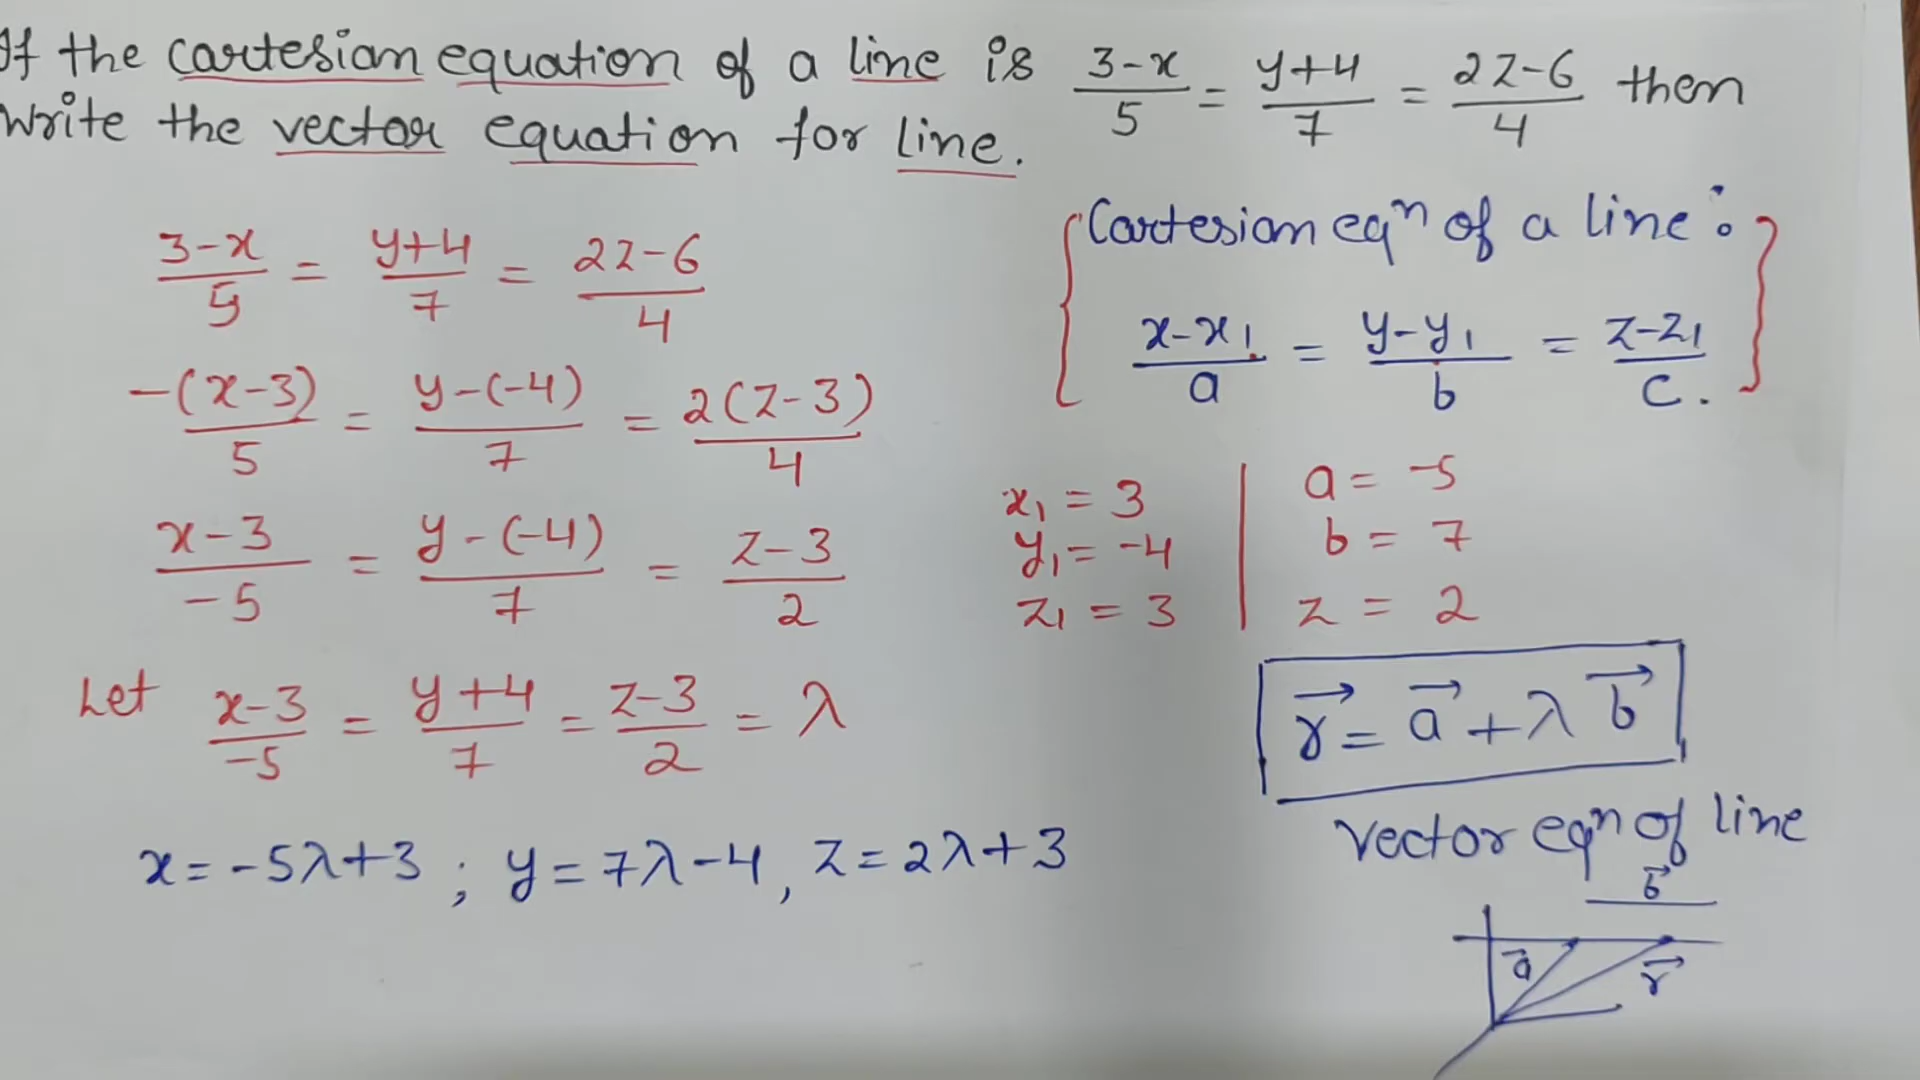 If the cartesian equation of a line is (3-x)/5 = (y+4)/7 = (2z-6)/4 then
Write the vector equation for line.
(3-x)/5 = (y+4)/7 = (2z-6)/4
-(x-3)/5 = (y-(-4))/7 = 2(z-3)/4
(x-3)/-5 = (y-(-4))/7 = (z-3)/2
Let (x-3)/-5 = (y+4)/7 = (z-3)/2 = λ
x = -5λ+3 ; y = 7λ-4, z = 2λ+3
{Cartesian eqⁿ of a line :
(x-x₁)/a = (y-y₁)/b = (z-z₁)/c.}
x₁ = 3 | a = -5
y₁ = -4 | b = 7
z₁ = 3 | z = 2
r⃗ = a⃗ + λ b⃗
Vector eqⁿ of line
b⃗
a⃗
r⃗